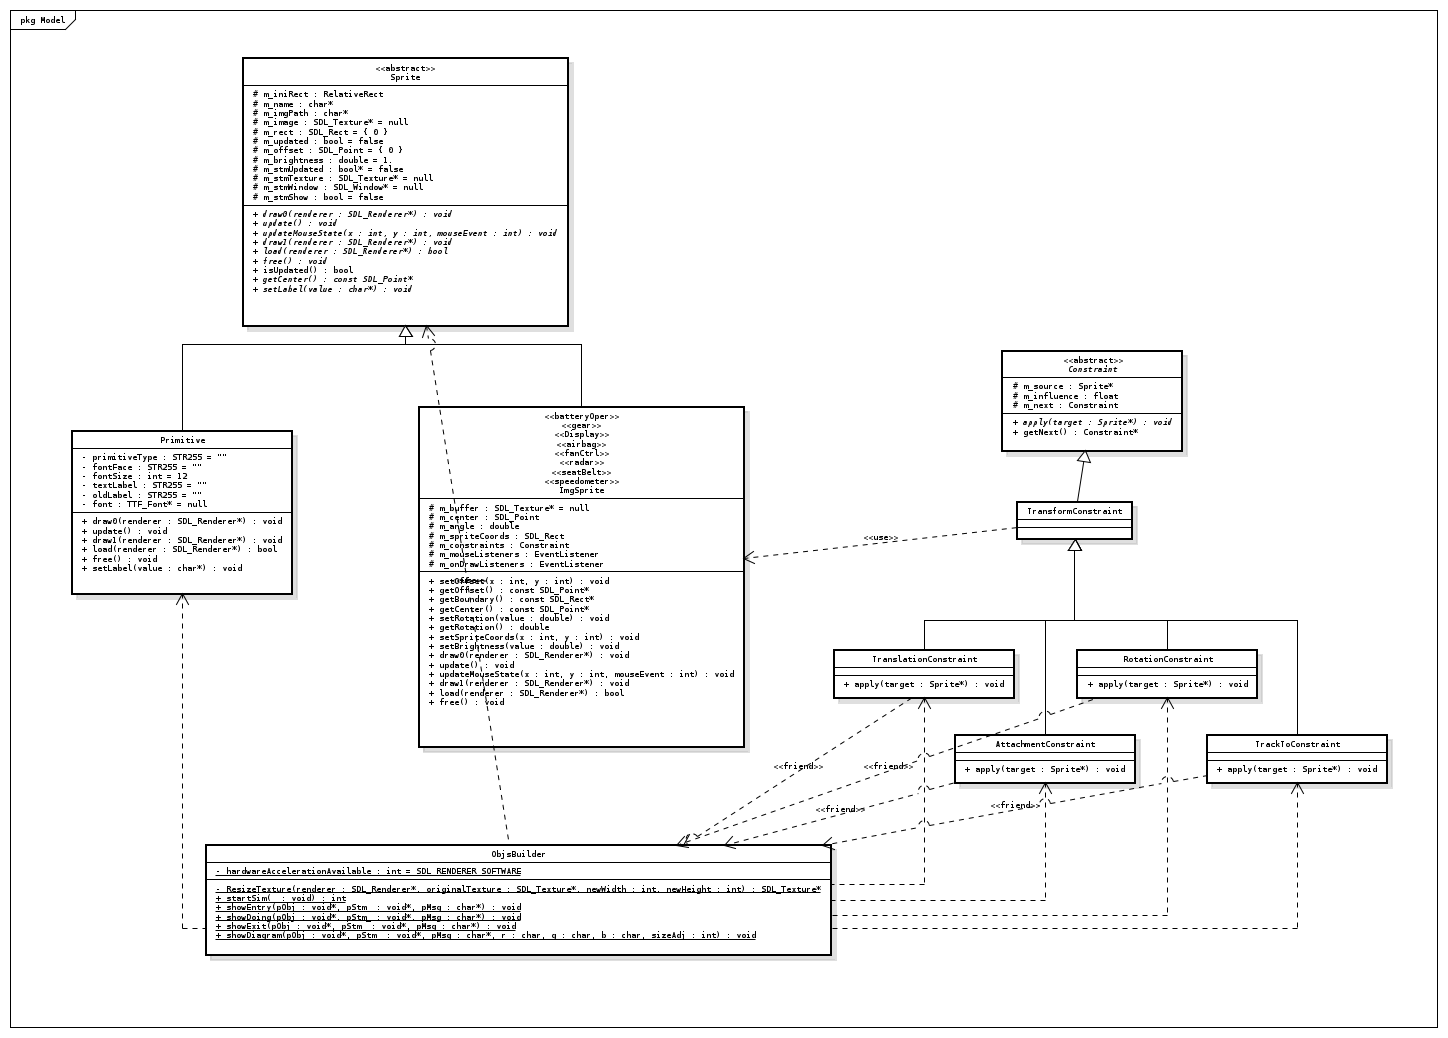 pkg Model
<<abstract>>
Sprite
# m_iniRect : RelativeRect
# m_name : char*
# m_imgPath : char*
# m_image : SDL_Texture* = null
# m_rect : SDL_Rect = { 0 }
# m_updated : bool = false
# m_offset : SDL_Point = { 0 }
# m_brightness : double = 1.
# m_stmUpdated : bool* = false
# m_stmTexture : SDL_Texture* = null
# m_stmWindow : SDL_Window* = null
# m_stmShow : bool = false
+ draw0(renderer : SDL_Renderer*) : void
+ update() : void
+ updateMouseState(x : int, y : int, mouseEvent : int) : void
+ draw1(renderer : SDL_Renderer*) : void
+ load(renderer : SDL_Renderer*) : bool
+ free() : void
+ isUpdated() : bool
+ getCenter() : const SDL_Point*
+ setLabel(value : char*) : void
<<abstract>>
Constraint
# m_source : Sprite*
# m_influence : float
# m_next : Constraint
+ apply(target : Sprite*) : void
+ getNext() : Constraint*
Primitive
- primitiveType : STR255 = ""
- fontFace : STR255 = ""
- fontSize : int = 12
- textLabel : STR255 = ""
- oldLabel : STR255 = ""
- font : TTF_Font* = null
+ draw0(renderer : SDL_Renderer*) : void
+ update() : void
+ draw1(renderer : SDL_Renderer*) : void
+ load(renderer : SDL_Renderer*) : bool
+ free() : void
+ setLabel(value : char*) : void
<<batteryOper>>
<<gear>>
<<Display>>
<<airbag>>
<<fanCtrl>>
<<radar>>
<<seatBelt>>
<<speedometer>>
ImgSprite
# m_buffer : SDL_Texture* = null
# m_center : SDL_Point
# m_angle : double
# m_spriteCoords : SDL_Rect
# m_constraints : Constraint
# m_mouseListeners : EventListener
# m_onDrawListeners : EventListener
+ setOffset(x : int, y : int) : void
+ getOffset() : const SDL_Point*
+ getBoundary() : const SDL_Rect*
+ getCenter() : const SDL_Point*
+ setRotation(value : double) : void
+ getRotation() : double
+ setSpriteCoords(x : int, y : int) : void
+ setBrightness(value : double) : void
+ draw0(renderer : SDL_Renderer*) : void
+ update() : void
+ updateMouseState(x : int, y : int, mouseEvent : int) : void
+ draw1(renderer : SDL_Renderer*) : void
+ load(renderer : SDL_Renderer*) : bool
+ free() : void
TransformConstraint
<<use>>
TranslationConstraint
+ apply(target : Sprite*) : void
RotationConstraint
+ apply(target : Sprite*) : void
AttachmentConstraint
+ apply(target : Sprite*) : void
TrackToConstraint
+ apply(target : Sprite*) : void
<<friend>>
<<friend>>
<<friend>>
<<friend>>
ObjsBuilder
- hardwareAccelerationAvailable : int = SDL_RENDERER_SOFTWARE
- ResizeTexture(renderer : SDL_Renderer*, originalTexture : SDL_Texture*, newWidth : int, newHeight : int) : SDL_Texture*
+ startSim(_ : void) : int
+ showEntry(pObj : void*, pStm_ : void*, pMsg : char*) : void
+ showDoing(pObj : void*, pStm_ : void*, pMsg : char*) : void
+ showExit(pObj : void*, pStm_ : void*, pMsg : char*) : void
+ showDiagram(pObj : void*, pStm_ : void*, pMsg : char*, r : char, g : char, b : char, sizeAdj : int) : void